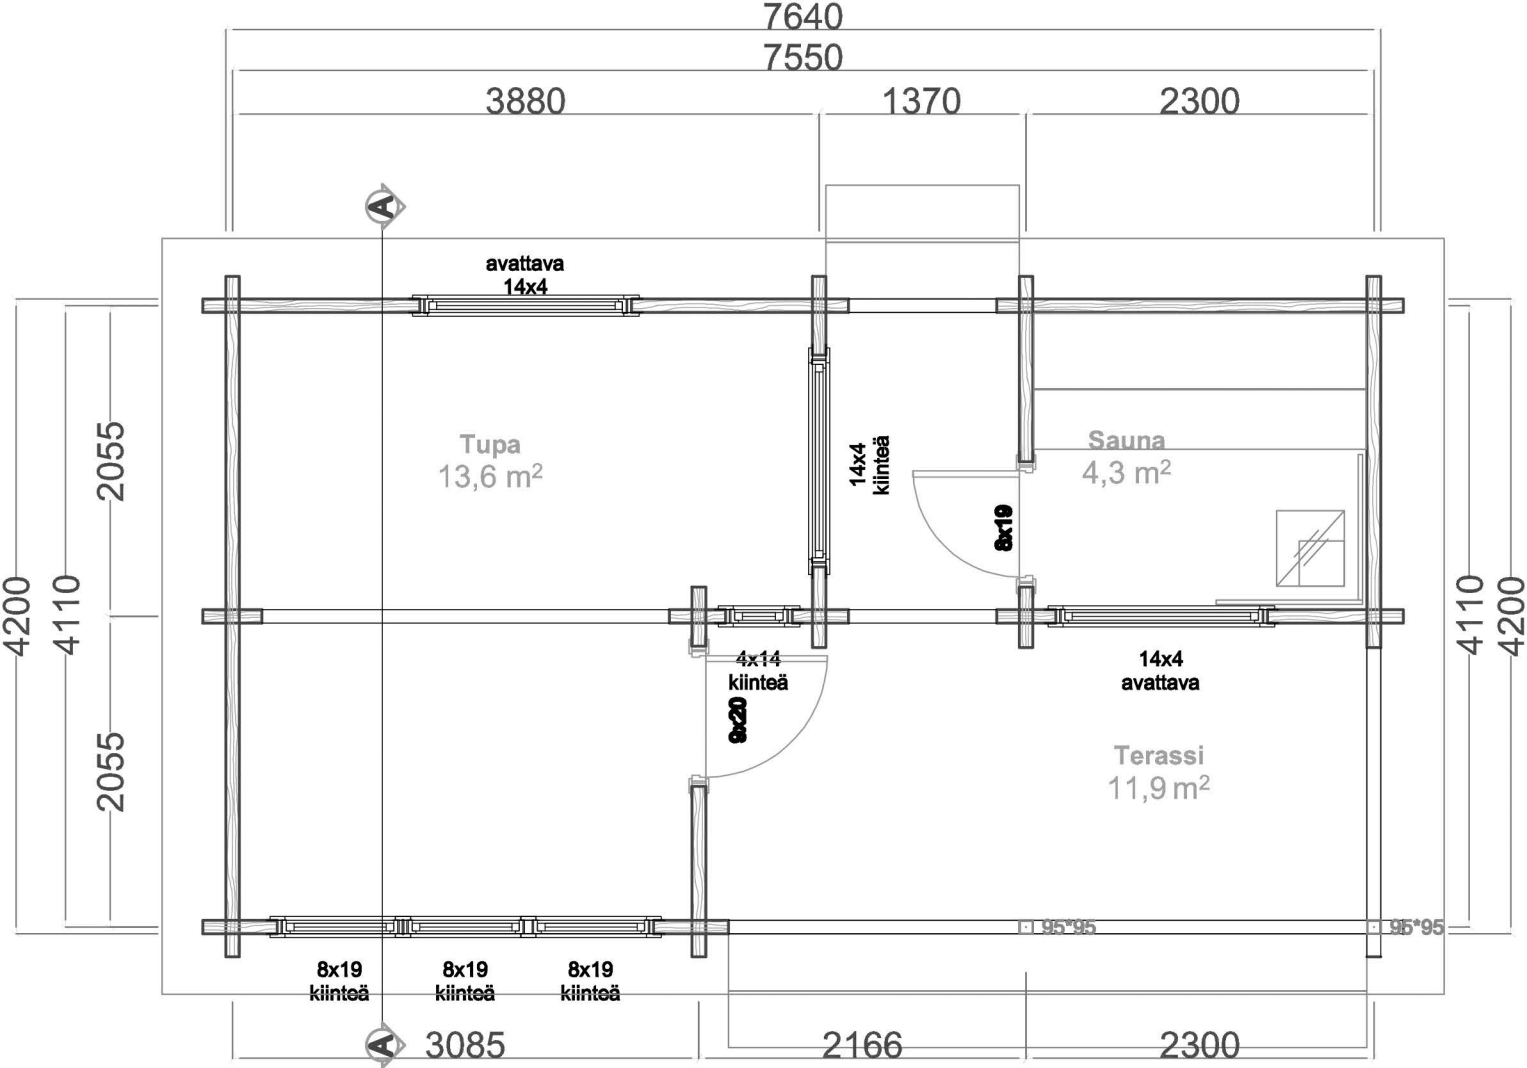 7640
7550
3880
1370
2300
A
avattava
14x4
2055
4200
4110
2055
Tupa
13,6 m²
14x4
kiinteä
8x19
Sauna
4,3 m²
4110
4200
4x14
kiinteä
9x20
14x4
avattava
Terassi
11,9 m²
95*95
95*95
8x19
kiinteä
8x19
kiinteä
8x19
kiinteä
A
3085
2166
2300